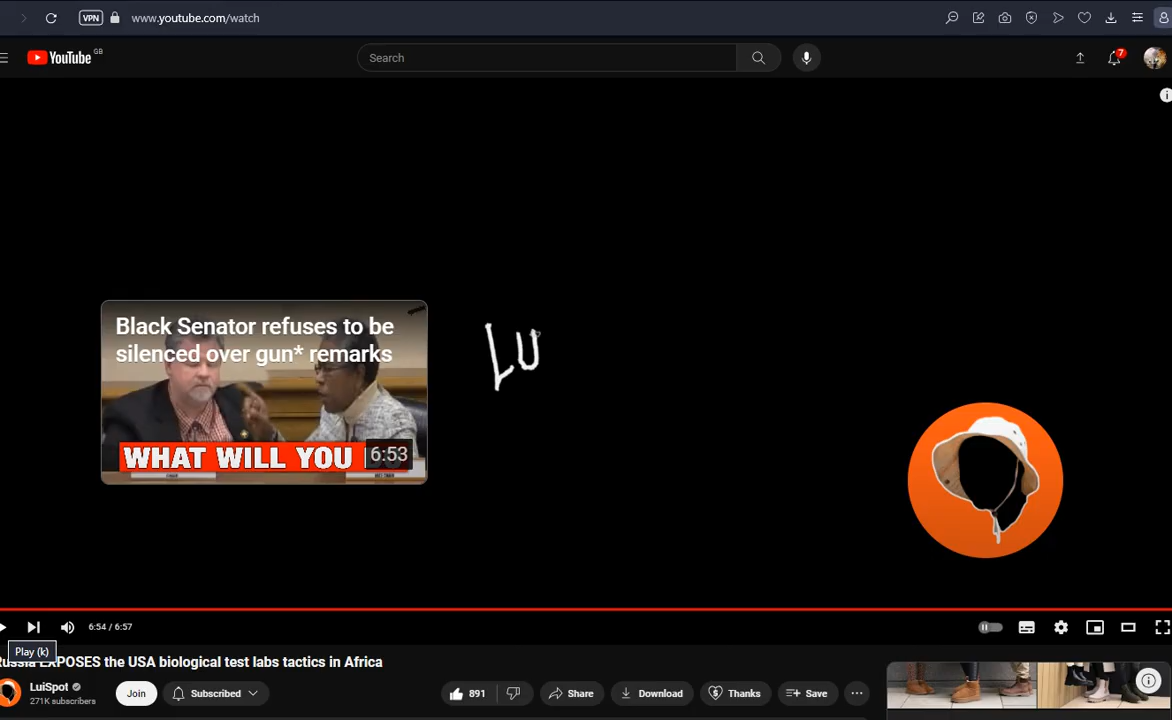 VPN www.youtube.com/watch
YouTube GB
Search
7
Black Senator refuses to be
silenced over gun* remarks
WHAT WILL YOU
6:53
LU
6:54 / 6:57
Play (k)
EXPOSES the USA biological test labs tactics in Africa
LuiSpot
271K subscribers
Join
Subscribed
891
Share
Download
Thanks
Save